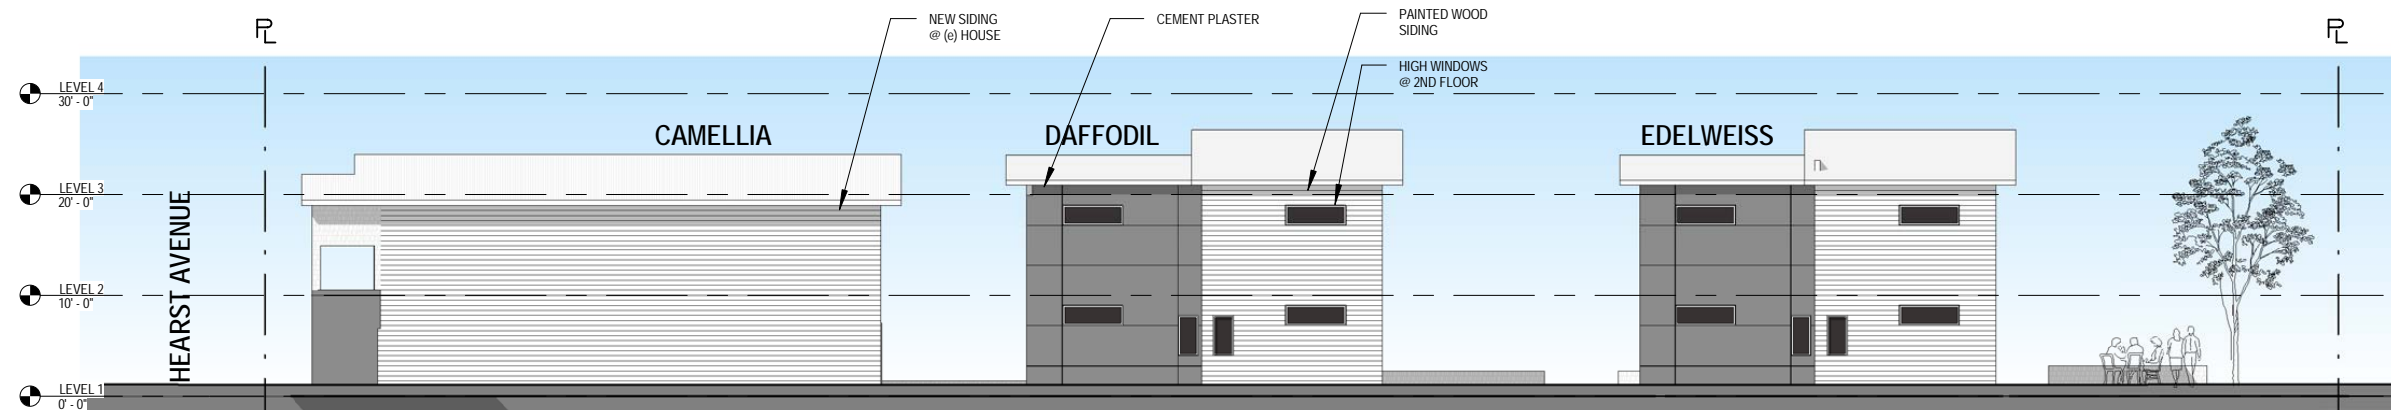 PL
NEW SIDING
@ (e) HOUSE
CEMENT PLASTER
PAINTED WOOD
SIDING
PL
HIGH WINDOWS
@ 2ND FLOOR
LEVEL 4
30' - 0"
CAMELLIA
DAFFODIL
EDELWEISS
LEVEL 3
20' - 0"
HEARST AVENUE
LEVEL 2
10' - 0"
LEVEL 1
0' - 0"